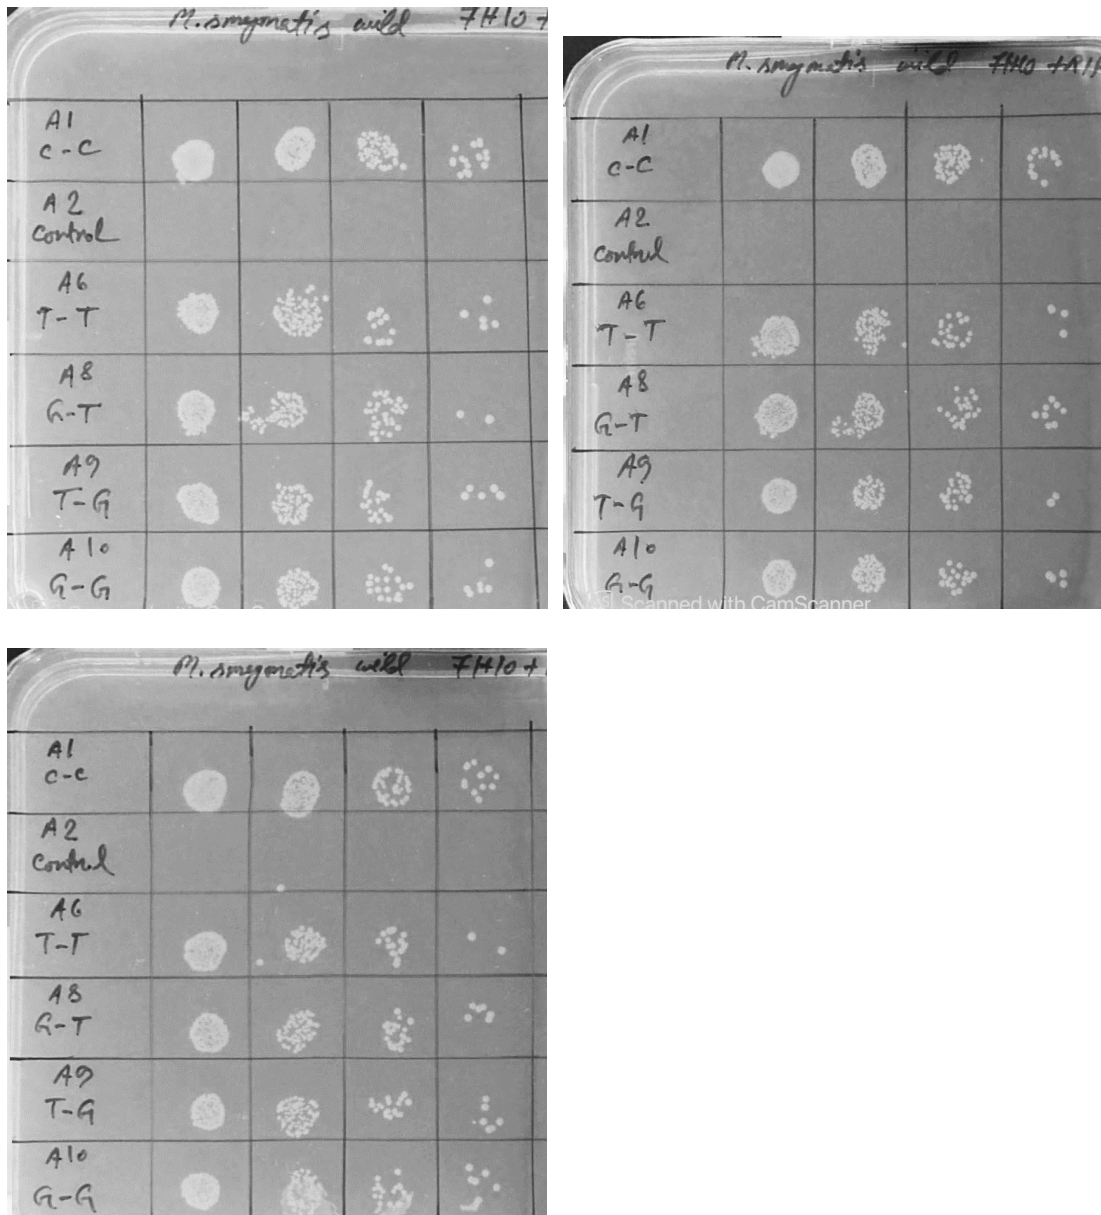 M. smegmatis wild 7H10 +
A1
C-C
A2
Control
A6
T-T
A8
G-T
A9
T-G
A10
G-G
M. smegmatis wild 7H10 +RI
A1
C-C
A2
Control
A6
T-T
A8
G-T
A9
T-G
A10
G-G
Scanned with CamScanner
M. smegmatis wild 7H10 +
A1
C-C
A2
Control
A6
T-T
A8
G-T
A9
T-G
A10
G-G